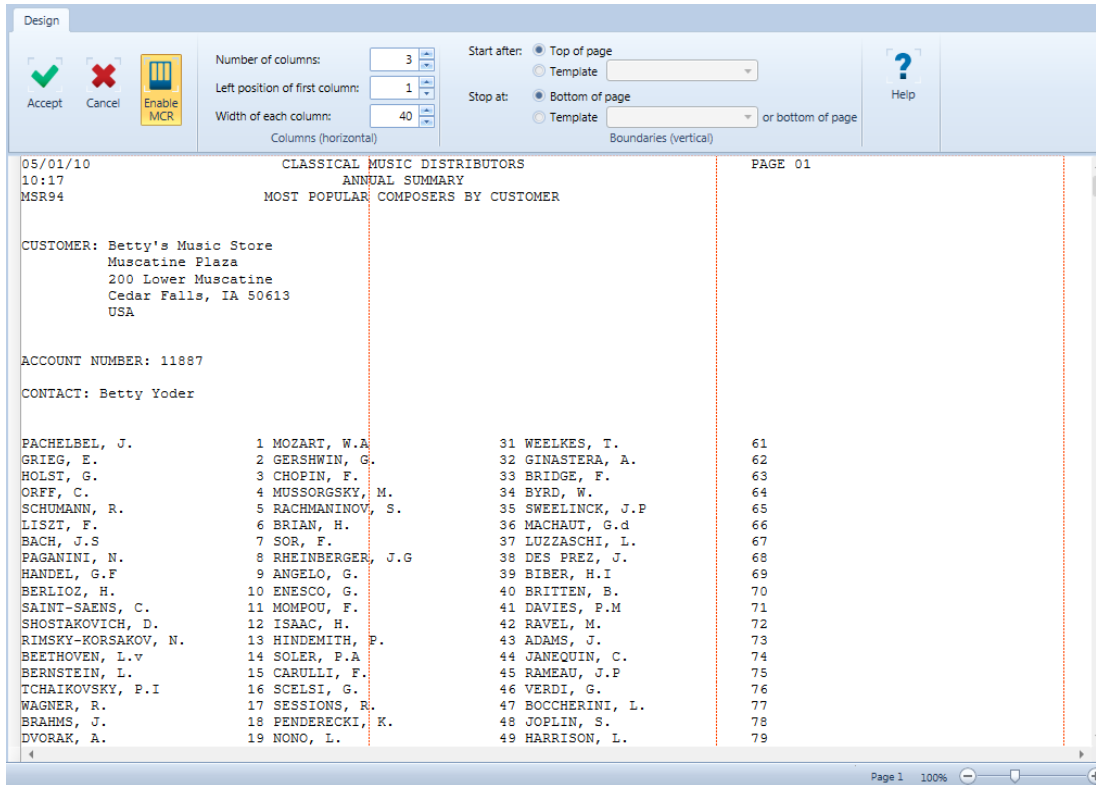 Design
Accept
Cancel
Enable MCR
Number of columns: 3
Left position of first column: 1
Width of each column: 40
Columns (horizontal)
Start after: Top of page
Template
Stop at: Bottom of page
Template or bottom of page
Boundaries (vertical)
? Help
05/01/10 CLASSICAL MUSIC DISTRIBUTORS PAGE 01
10:17 ANNUAL SUMMARY
MSR94 MOST POPULAR COMPOSERS BY CUSTOMER
CUSTOMER: Betty's Music Store
Muscatine Plaza
200 Lower Muscatine
Cedar Falls, IA 50613
USA
ACCOUNT NUMBER: 11887
CONTACT: Betty Yoder
PACHELBEL, J. 1 MOZART, W.A 31 WEELKES, T. 61
GRIEG, E. 2 GERSHWIN, G. 32 GINASTERA, A. 62
HOLST, G. 3 CHOPIN, F. 33 BRIDGE, F. 63
ORFF, C. 4 MUSSORGSKY, M. 34 BYRD, W. 64
SCHUMANN, R. 5 RACHMANINOV, S. 35 SWEELINCK, J.P 65
LISZT, F. 6 BRIAN, H. 36 MACHAUT, G.d 66
BACH, J.S 7 SOR, F. 37 LUZZASCHI, L. 67
PAGANINI, N. 8 RHEINBERGER, J.G 38 DES PREZ, J. 68
HANDEL, G.F 9 ANGELO, G. 39 BIBER, H.I 69
BERLIOZ, H. 10 ENESCO, G. 40 BRITTEN, B. 70
SAINT-SAENS, C. 11 MOMPOU, F. 41 DAVIES, P.M 71
SHOSTAKOVICH, D. 12 ISAAC, H. 42 RAVEL, M. 72
RIMSKY-KORSAKOV, N. 13 HINDEMITH, P. 43 ADAMS, J. 73
BEETHOVEN, L.v 14 SOLER, P.A 44 JANEQUIN, C. 74
BERNSTEIN, L. 15 CARULLI, F. 45 RAMEAU, J.P 75
TCHAIKOVSKY, P.I 16 SCELSI, G. 46 VERDI, G. 76
WAGNER, R. 17 SESSIONS, R. 47 BOCCHERINI, L. 77
BRAHMS, J. 18 PENDERECKI, K. 48 JOPLIN, S. 78
DVORAK, A. 19 NONO, L. 49 HARRISON, L. 79
Page 1 100%